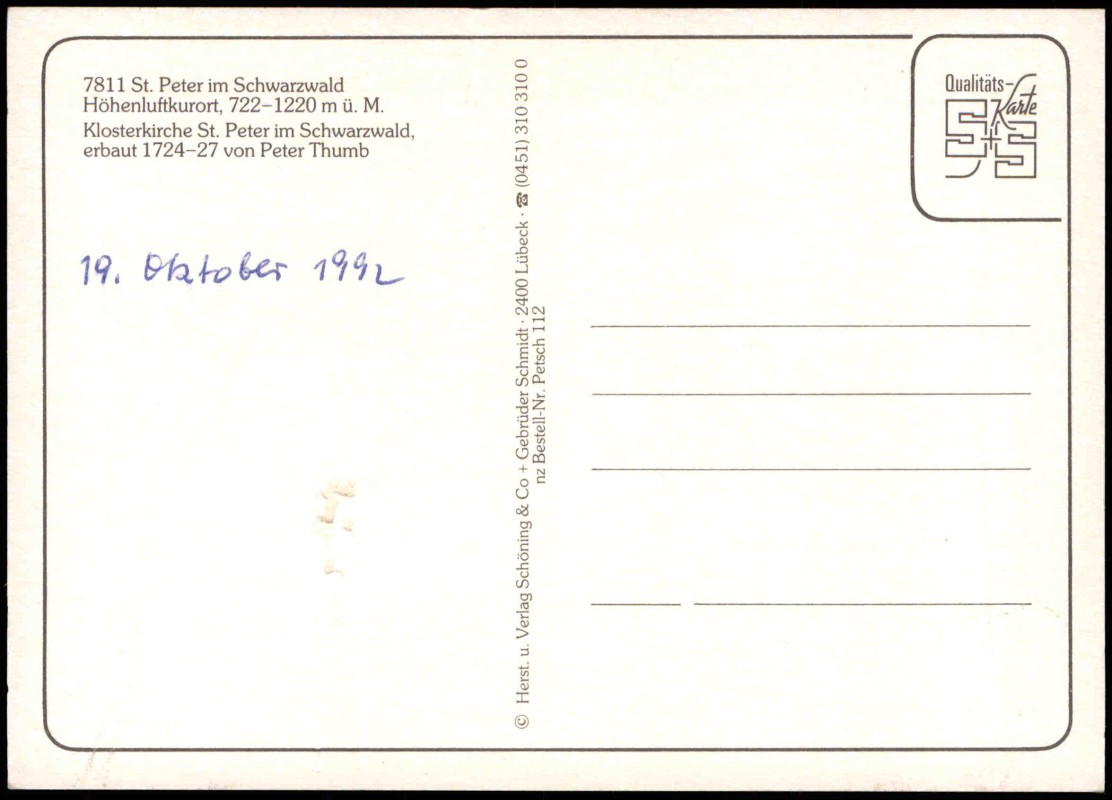 7811 St. Peter im Schwarzwald
Höhenluftkurort, 722–1220 m ü. M.
Klosterkirche St. Peter im Schwarzwald,
erbaut 1724–27 von Peter Thumb
19. Oktober 1992
© Herst. u. Verlag Schöning & Co + Gebrüder Schmidt · 2400 Lübeck · ☎ (0451) 310 310 0
nz Bestell-Nr. Petsch 112
Qualitäts-
Karte
S+S